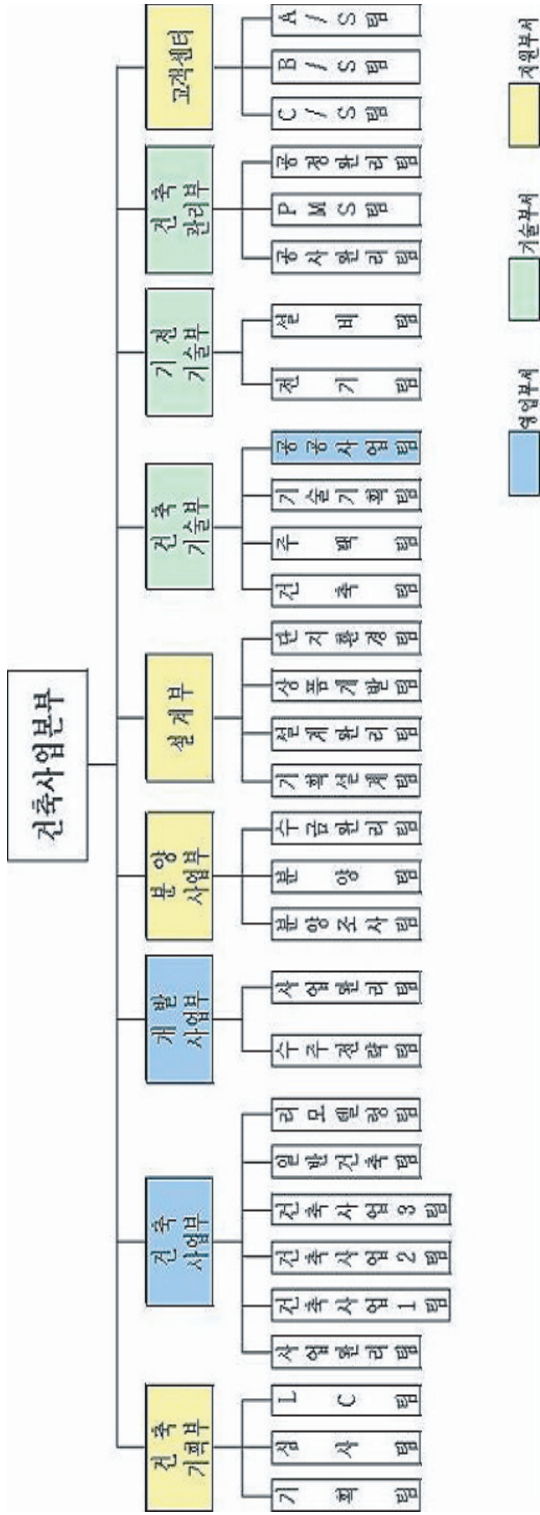 건축사업본부
건축
기획부
기획팀
심사팀
LC팀
건축
사업부
사업관리팀
건축사업1팀
건축사업2팀
건축사업3팀
일반건축팀
리모델링팀
개발
사업부
수주전략팀
사업관리팀
분양
사업부
분양조사팀
분양팀
수금관리팀
설계부
기획설계팀
설계관리팀
상품개발팀
단지환경팀
건축
기술부
건축팀
주택팀
기술기획팀
공공사업팀
기전
기술부
전기팀
설비팀
건축
관리부
공사관리팀
PMS팀
공정관리팀
고객센터
C/S팀
B/S팀
A/S팀
영업부서
기술부서
지원부서